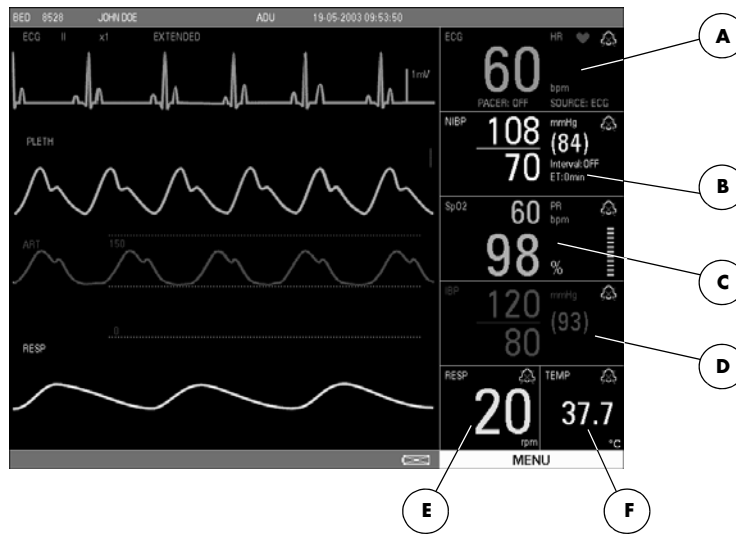 BED 8528 JOHN DOE ADU 19-05-2003 09:53:50
ECG II x1 EXTENDED
1mV
PLETH
ART 150
0
RESP
ECG HR
60 bpm
PACER: OFF SOURCE: ECG
A
NIBP 108 mmHg
(84)
70 Interval:OFF
ET:0min
B
SpO2 60 PR
bpm
98 %
C
IBP 120 mmHg
(93)
80
D
RESP
20
rpm
E
TEMP
37.7
°C
F
MENU